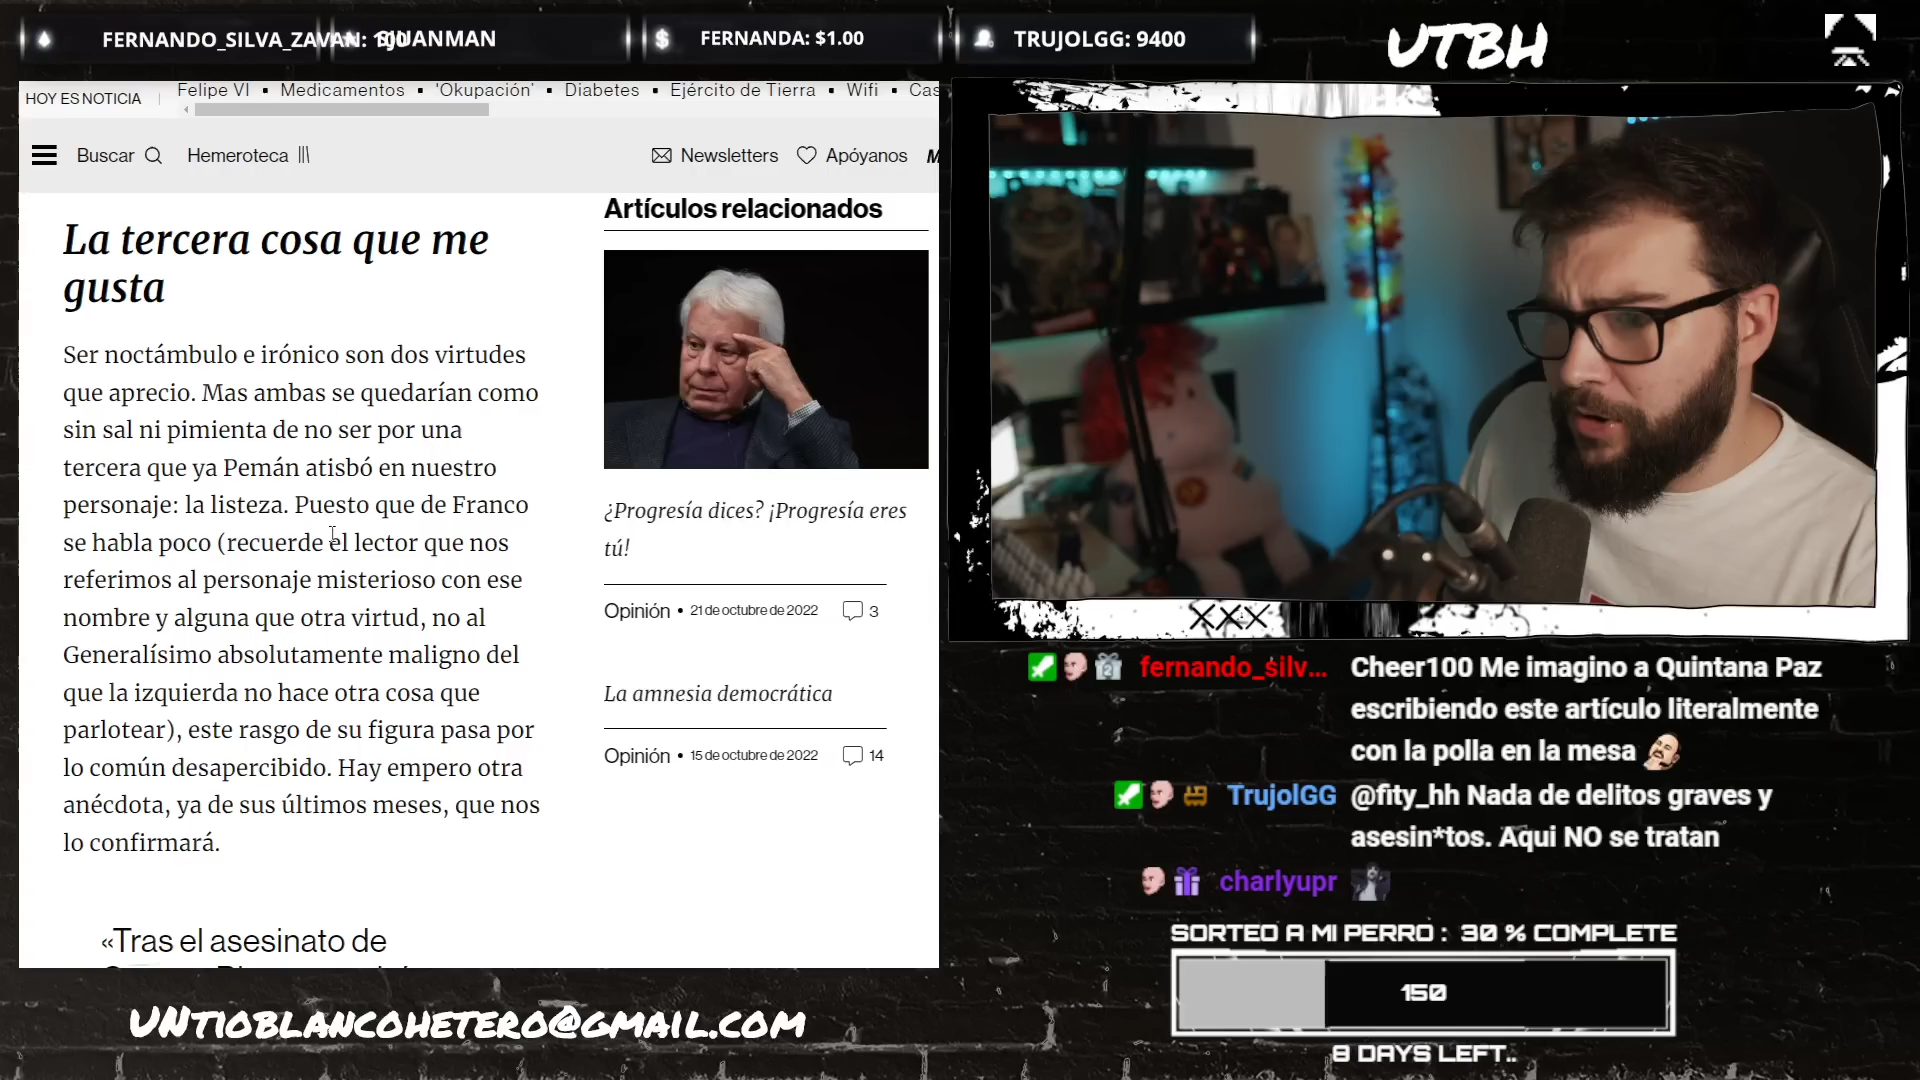 FERNANDO_SILVA_ZAVAN: 100
SJUANMAN
FERNANDA: $1.00
TRUJOLGG: 9400
UTBH
HOY ES NOTICIA
Felipe VI ▪ Medicamentos ▪ 'Okupación' ▪ Diabetes ▪ Ejército de Tierra ▪ Wifi ▪ Cas
Buscar
Hemeroteca
Newsletters
Apóyanos
La tercera cosa que me
gusta
Ser noctámbulo e irónico son dos virtudes
que aprecio. Mas ambas se quedarían como
sin sal ni pimienta de no ser por una
tercera que ya Pemán atisbó en nuestro
personaje: la listeza. Puesto que de Franco
se habla poco (recuerde el lector que nos
referimos al personaje misterioso con ese
nombre y alguna que otra virtud, no al
Generalísimo absolutamente maligno del
que la izquierda no hace otra cosa que
parlotear), este rasgo de su figura pasa por
lo común desapercibido. Hay empero otra
anécdota, ya de sus últimos meses, que nos
lo confirmará.
«Tras el asesinato de
Artículos relacionados
¿Progresía dices? ¡Progresía eres
tú!
Opinión • 21 de octubre de 2022 3
La amnesia democrática
Opinión • 15 de octubre de 2022 14
XXX
fernando_silv... Cheer100 Me imagino a Quintana Paz
escribiendo este artículo literalmente
con la polla en la mesa
TrujolGG @fity_hh Nada de delitos graves y
asesin*tos. Aqui NO se tratan
charlyupr
SORTEO A MI PERRO : 30 % COMPLETE
150
8 DAYS LEFT..
UNTIOBLANCOHETERO@GMAIL.COM